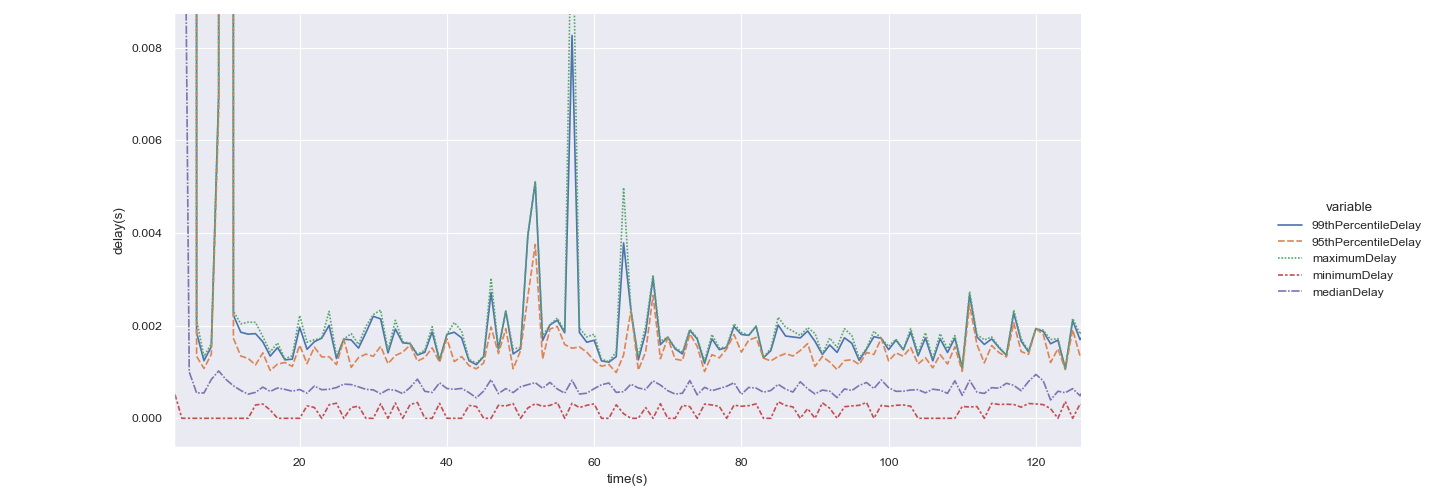 0.008
0.006
0.004
0.002
0.000
delay(s)
20
40
60
80
100
120
time(s)
variable
99thPercentileDelay
95thPercentileDelay
maximumDelay
minimumDelay
medianDelay